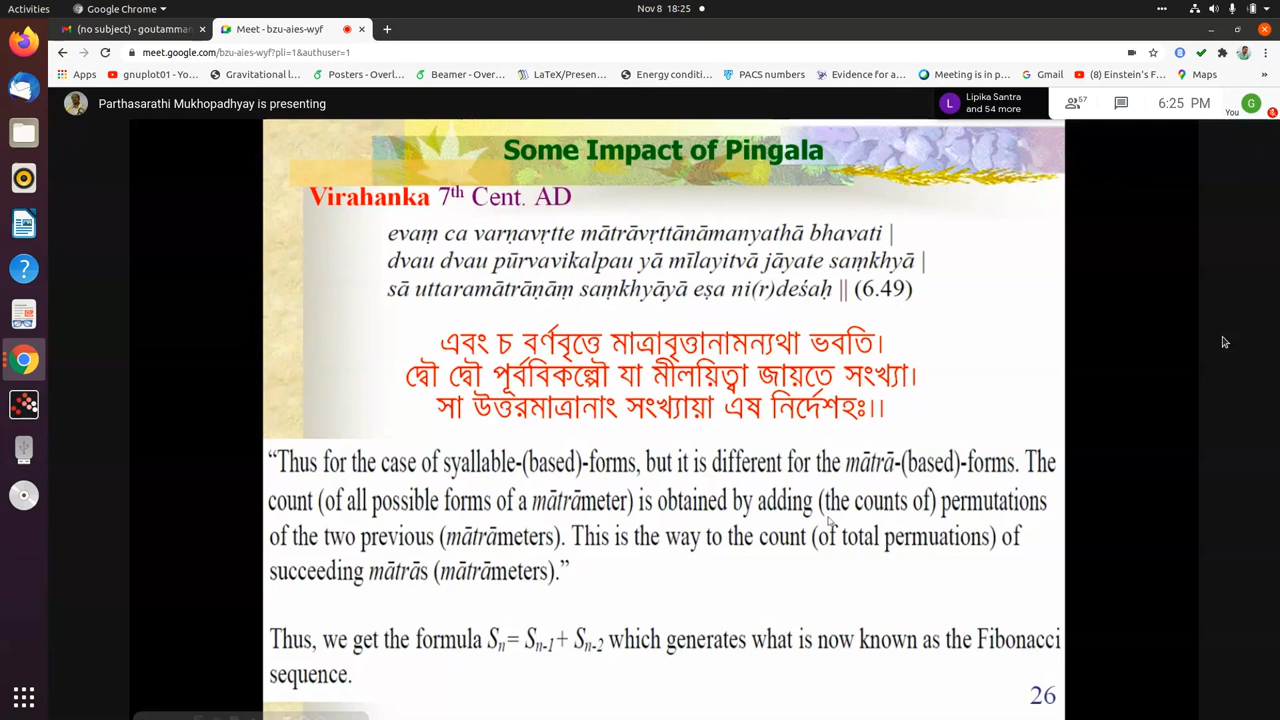 Activities
Google Chrome
Nov 8 18:25
(no subject) - goutamman
Meet - bzu-aies-wyf
meet.google.com/bzu-aies-wyf?pli=1&authuser=1
Apps
gnuplot01 - Yo...
Gravitational l...
Posters - Overl...
Beamer - Over...
LaTeX/Presen...
Energy conditi...
PACS numbers
Evidence for a...
Meeting is in p...
Gmail
(8) Einstein's F...
Maps
»
Parthasarathi Mukhopadhyay is presenting
L
Lipika Santra
and 54 more
57
6:25 PM
G
You
Some Impact of Pingala
Virahanka 7th Cent. AD
evaṃ ca varṇavṛtte mātrāvṛttānāmanyathā bhavati |
dvau dvau pūrvavikalpau yā mīlayitvā jāyate saṃkhyā |
sā uttaramātrāṇāṃ saṃkhyāyā eṣa ni(r)deśaḥ || (6.49)
এবং চ বর্ণবৃত্তে মাত্রাবৃত্তানামন্যথা ভবতি।
দ্বৌ দ্বৌ পূর্ববিকল্পৌ যা মীলয়িত্বা জায়তে সংখ্যা।
সা উত্তরমাত্রানাং সংখ্যায়া এষ নির্দেশহঃ।।
“Thus for the case of syallable-(based)-forms, but it is different for the mātrā-(based)-forms. The
count (of all possible forms of a mātrāmeter) is obtained by adding (the counts of) permutations
of the two previous (mātrāmeters). This is the way to the count (of total permuations) of
succeeding mātrās (mātrāmeters).”
Thus, we get the formula Sn= Sn-1+ Sn-2 which generates what is now known as the Fibonacci
sequence.
26